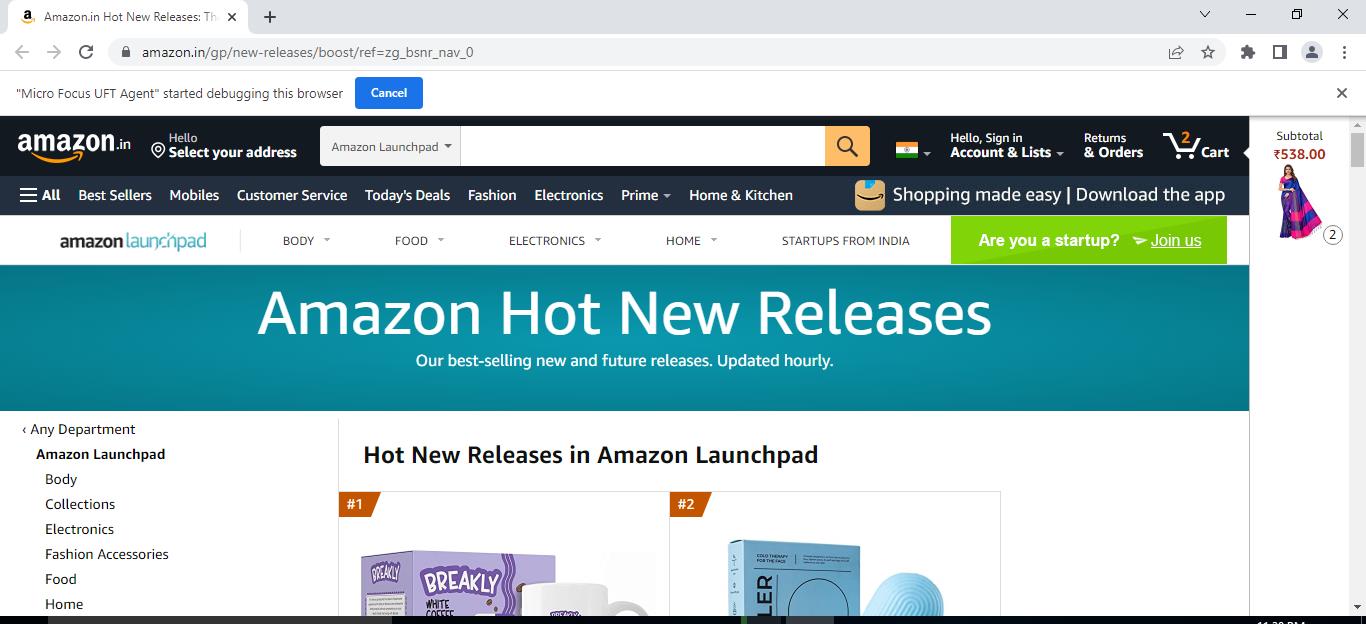 Amazon.in Hot New Releases: Th
amazon.in/gp/new-releases/boost/ref=zg_bsnr_nav_0
"Micro Focus UFT Agent" started debugging this browser Cancel
amazon.in
Hello
Select your address
Amazon Launchpad
Hello, Sign in
Account & Lists
Returns
& Orders
2
Cart
Subtotal
₹538.00
2
All Best Sellers Mobiles Customer Service Today's Deals Fashion Electronics Prime Home & Kitchen Shopping made easy | Download the app
amazon launchpad BODY FOOD ELECTRONICS HOME STARTUPS FROM INDIA Are you a startup? Join us
Amazon Hot New Releases
Our best-selling new and future releases. Updated hourly.
‹ Any Department
Amazon Launchpad
Body
Collections
Electronics
Fashion Accessories
Food
Home
Hot New Releases in Amazon Launchpad
#1 #2
BREAKLY
BREAKLY
WHITE
COFFEE
BREAKLY
COLD THERAPY
FOR THE FACE
LER